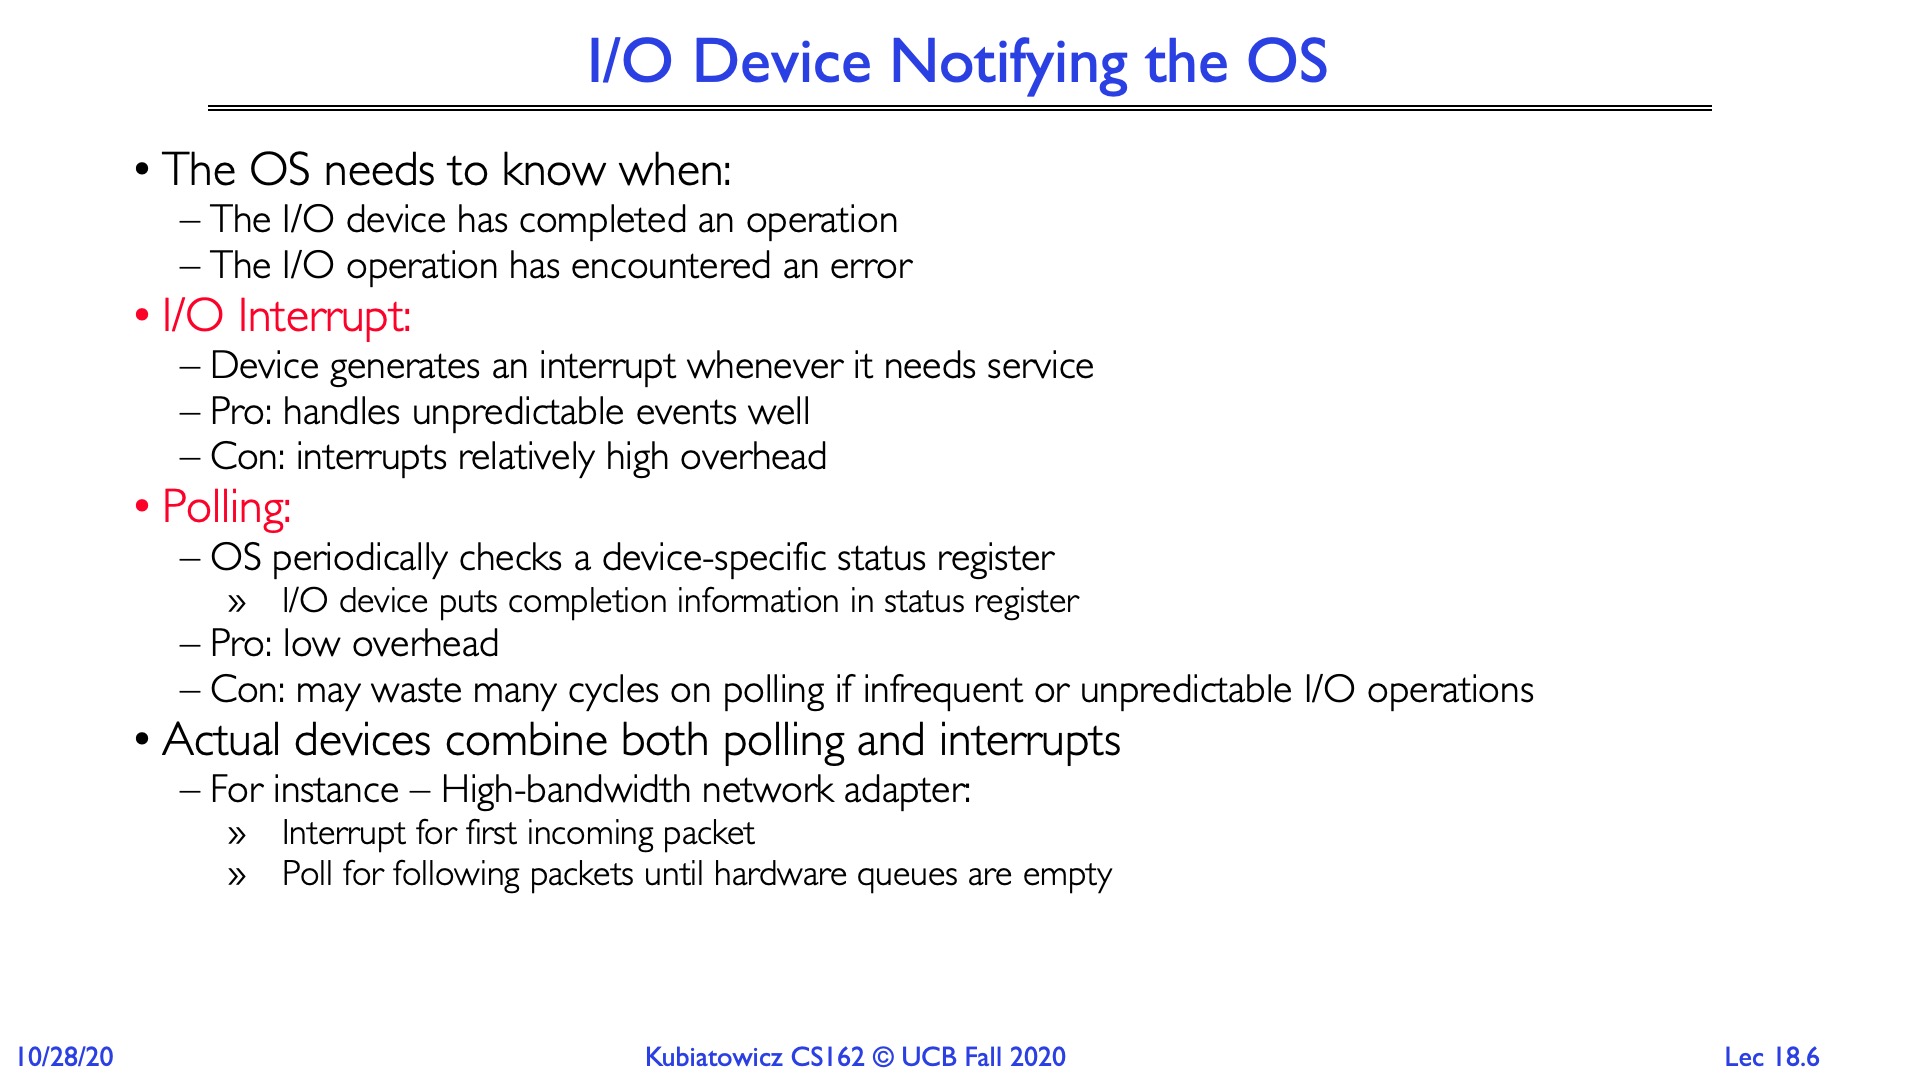 I/O Device Notifying the OS
• The OS needs to know when:
– The I/O device has completed an operation
– The I/O operation has encountered an error
• I/O Interrupt:
– Device generates an interrupt whenever it needs service
– Pro: handles unpredictable events well
– Con: interrupts relatively high overhead
• Polling:
– OS periodically checks a device-specific status register
» I/O device puts completion information in status register
– Pro: low overhead
– Con: may waste many cycles on polling if infrequent or unpredictable I/O operations
• Actual devices combine both polling and interrupts
– For instance – High-bandwidth network adapter:
» Interrupt for first incoming packet
» Poll for following packets until hardware queues are empty
10/28/20
Kubiatowicz CS162 © UCB Fall 2020
Lec 18.6